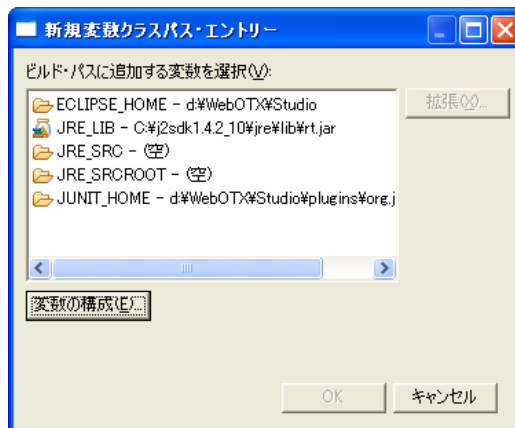 新規変数クラスパス・エントリー
ビルド・パスに追加する変数を選択(V):
ECLIPSE_HOME - d:¥WebOTX¥Studio
拡張(X)...
JRE_LIB - C:¥j2sdk1.4.2_10¥jre¥lib¥rt.jar
JRE_SRC - (空)
JRE_SRCROOT - (空)
JUNIT_HOME - d:¥WebOTX¥Studio¥plugins¥org.j
変数の構成(E)...
OK
キャンセル